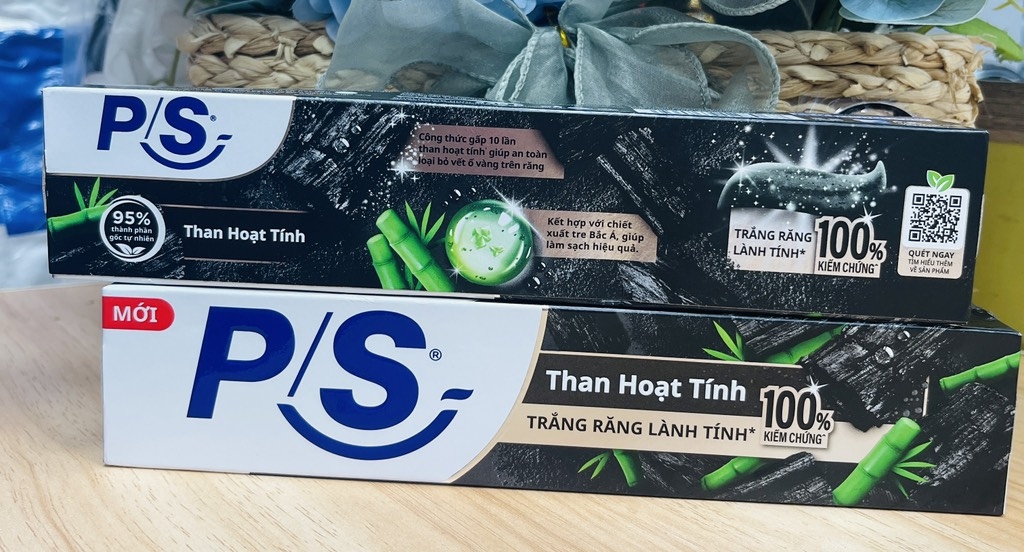 P/S®
Công thức gấp 10 lần
than hoạt tính* giúp an toàn
loại bỏ vết ố vàng trên răng
95%
thành phần
gốc tự nhiên
Than Hoạt Tính
Kết hợp với chiết
xuất tre Bắc Á, giúp
làm sạch hiệu quả.
TRẮNG RĂNG
LÀNH TÍNH*
100%
KIỂM CHỨNG**
QUÉT NGAY
TÌM HIỂU THÊM
VỀ SẢN PHẨM
MỚI
P/S®
Than Hoạt Tính
TRẮNG RĂNG LÀNH TÍNH*
100%
KIỂM CHỨNG**